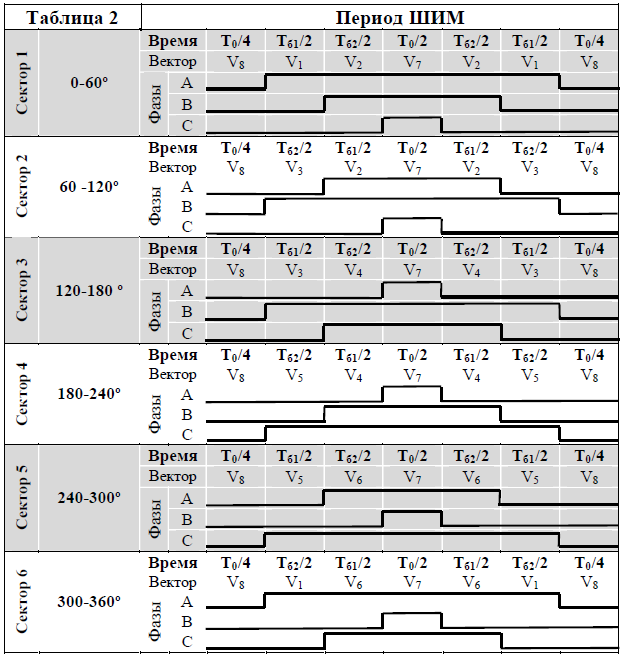 Таблица 2 Период ШИМ
Сектор 1
0-60º
Время T0/4 Tб1/2 Tб2/2 T0/2 Tб2/2 Tб1/2 T0/4
Вектор V8 V1 V2 V7 V2 V1 V8
Фазы
A
B
C
Сектор 2
60 -120º
Время T0/4 Tб2/2 Tб1/2 T0/2 Tб1/2 Tб2/2 T0/4
Вектор V8 V3 V2 V7 V2 V3 V8
Фазы
A
B
C
Сектор 3
120-180 º
Время T0/4 Tб1/2 Tб2/2 T0/2 Tб2/2 Tб1/2 T0/4
Вектор V8 V3 V4 V7 V4 V3 V8
Фазы
A
B
C
Сектор 4
180-240º
Время T0/4 Tб2/2 Tб1/2 T0/2 Tб1/2 Tб2/2 T0/4
Вектор V8 V5 V4 V7 V4 V5 V8
Фазы
A
B
C
Сектор 5
240-300º
Время T0/4 Tб1/2 Tб2/2 T0/2 Tб2/2 Tб1/2 T0/4
Вектор V8 V5 V6 V7 V6 V5 V8
Фазы
A
B
C
Сектор 6
300-360º
Время T0/4 Tб2/2 Tб1/2 T0/2 Tб1/2 Tб2/2 T0/4
Вектор V8 V1 V6 V7 V6 V1 V8
Фазы
A
B
C